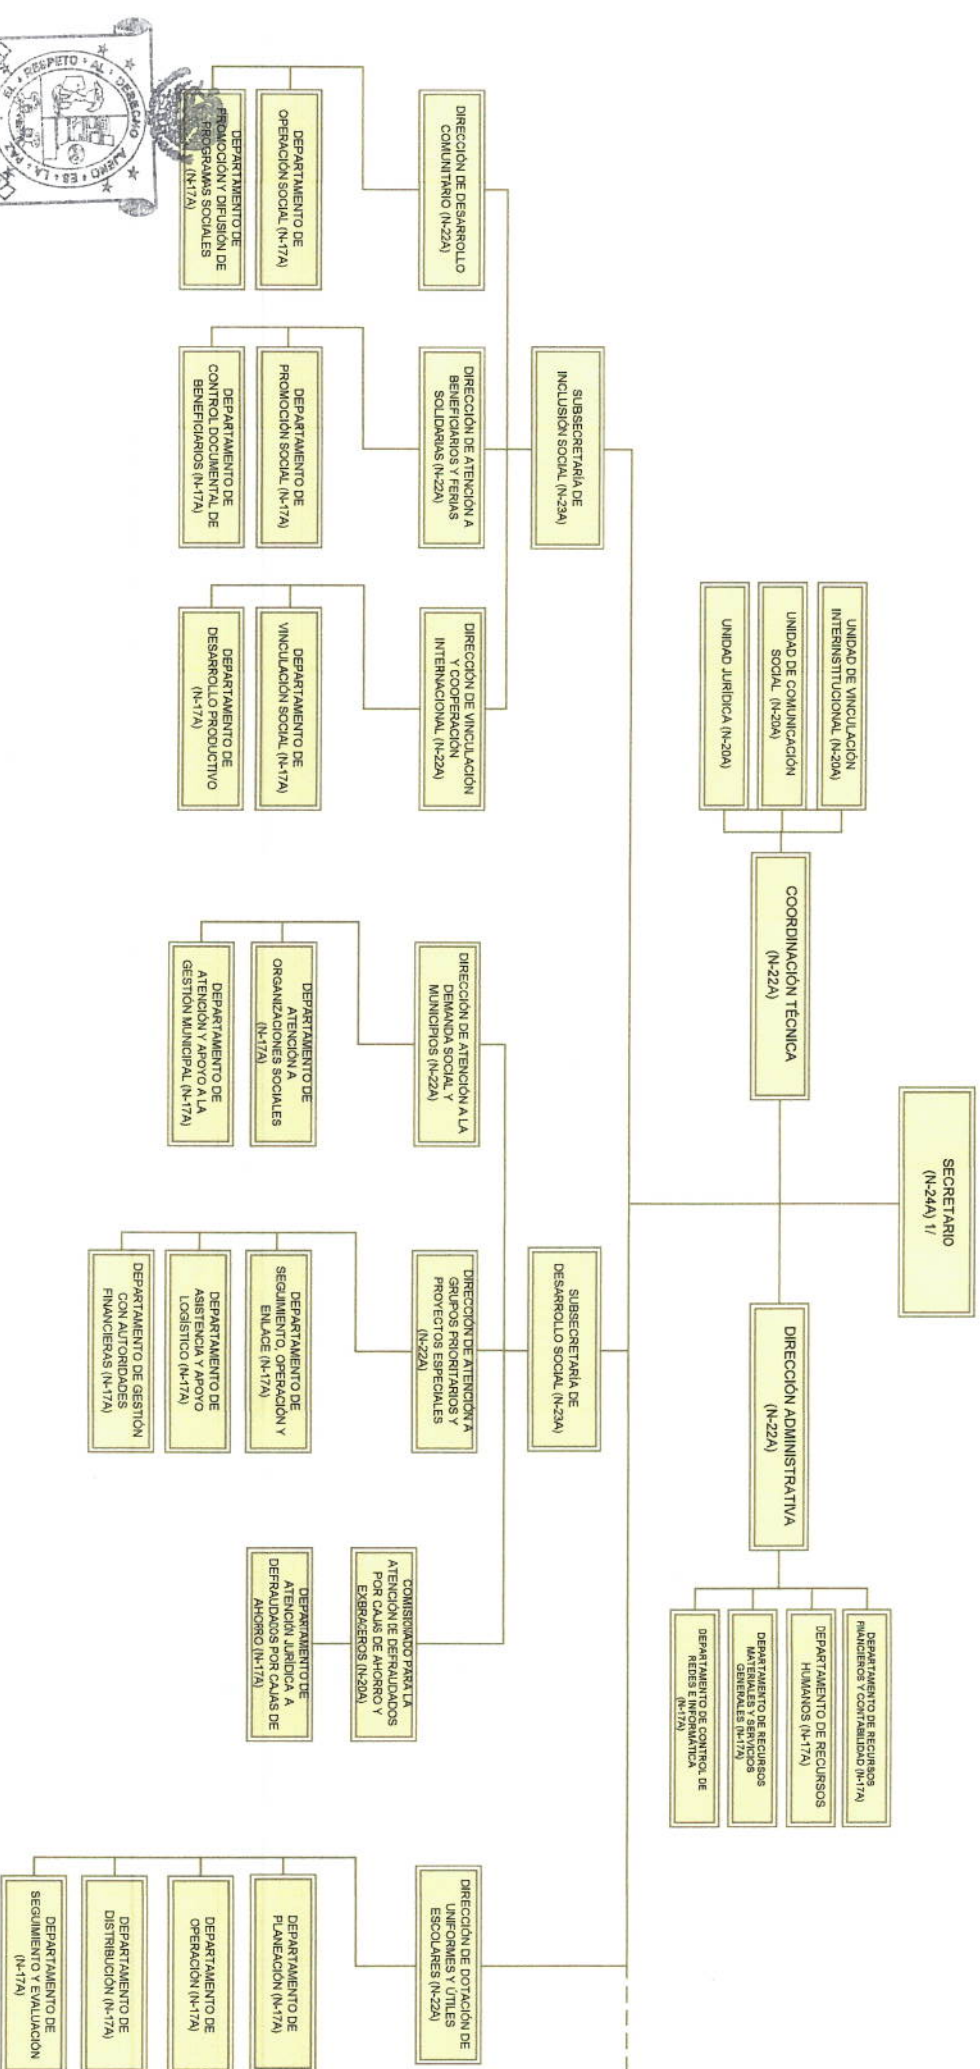 SECRETARIO
(N-24A) 1/
COORDINACIÓN TÉCNICA
(N-22A)
UNIDAD DE VINCULACIÓN
INTERINSTITUCIONAL (N-20A)
UNIDAD DE COMUNICACIÓN
SOCIAL (N-20A)
UNIDAD JURÍDICA (N-20A)
DIRECCIÓN ADMINISTRATIVA
(N-22A)
DEPARTAMENTO DE RECURSOS
FINANCIEROS Y CONTABILIDAD (N-17A)
DEPARTAMENTO DE RECURSOS
HUMANOS (N-17A)
DEPARTAMENTO DE RECURSOS
MATERIALES Y SERVICIOS
GENERALES (N-17A)
DEPARTAMENTO DE CONTROL DE
REDES E INFORMÁTICA
(N-17A)
SUBSECRETARÍA DE
INCLUSIÓN SOCIAL (N-23A)
DIRECCIÓN DE DESARROLLO
COMUNITARIO (N-22A)
DEPARTAMENTO DE
OPERACIÓN SOCIAL (N-17A)
DEPARTAMENTO DE
PROMOCIÓN Y DIFUSIÓN DE
PROGRAMAS SOCIALES
(N-17A)
DIRECCIÓN DE ATENCIÓN A
BENEFICIARIOS Y FERIAS
SOLIDARIAS (N-22A)
DEPARTAMENTO DE
PROMOCIÓN SOCIAL (N-17A)
DEPARTAMENTO DE
CONTROL DOCUMENTAL DE
BENEFICIARIOS (N-17A)
DIRECCIÓN DE VINCULACIÓN
Y COOPERACIÓN
INTERNACIONAL (N-22A)
DEPARTAMENTO DE
VINCULACIÓN SOCIAL (N-17A)
DEPARTAMENTO DE
DESARROLLO PRODUCTIVO
(N-17A)
SUBSECRETARÍA DE
DESARROLLO SOCIAL (N-23A)
DIRECCIÓN DE ATENCIÓN A LA
DEMANDA SOCIAL Y
MUNICIPIOS (N-22A)
DEPARTAMENTO DE
ATENCIÓN A
ORGANIZACIONES SOCIALES
(N-17A)
DEPARTAMENTO DE
ATENCIÓN Y APOYO A LA
GESTIÓN MUNICIPAL (N-17A)
DIRECCIÓN DE ATENCIÓN A
GRUPOS PRIORITARIOS Y
PROYECTOS ESPECIALES
(N-22A)
DEPARTAMENTO DE
SEGUIMIENTO, OPERACIÓN Y
ENLACE (N-17A)
DEPARTAMENTO DE
ASISTENCIA Y APOYO
LOGÍSTICO (N-17A)
DEPARTAMENTO DE GESTIÓN
CON AUTORIDADES
FINANCIERAS (N-17A)
COMISIONADO PARA LA
ATENCIÓN DE DEFRAUDADOS
POR CAJAS DE AHORRO Y
EXBRACEROS (N-20A)
DEPARTAMENTO DE
ATENCIÓN JURÍDICA A
DEFRAUDADOS POR CAJAS DE
AHORRO (N-17A)
DIRECCIÓN DE DOTACIÓN DE
UNIFORMES Y ÚTILES
ESCOLARES (N-22A)
DEPARTAMENTO DE
PLANEACIÓN (N-17A)
DEPARTAMENTO DE
OPERACIÓN (N-17A)
DEPARTAMENTO DE
DISTRIBUCIÓN (N-17A)
DEPARTAMENTO DE
SEGUIMIENTO Y EVALUACIÓN
(N-17A)
EL RESPETO AL DERECHO AJENO ES LA PAZ